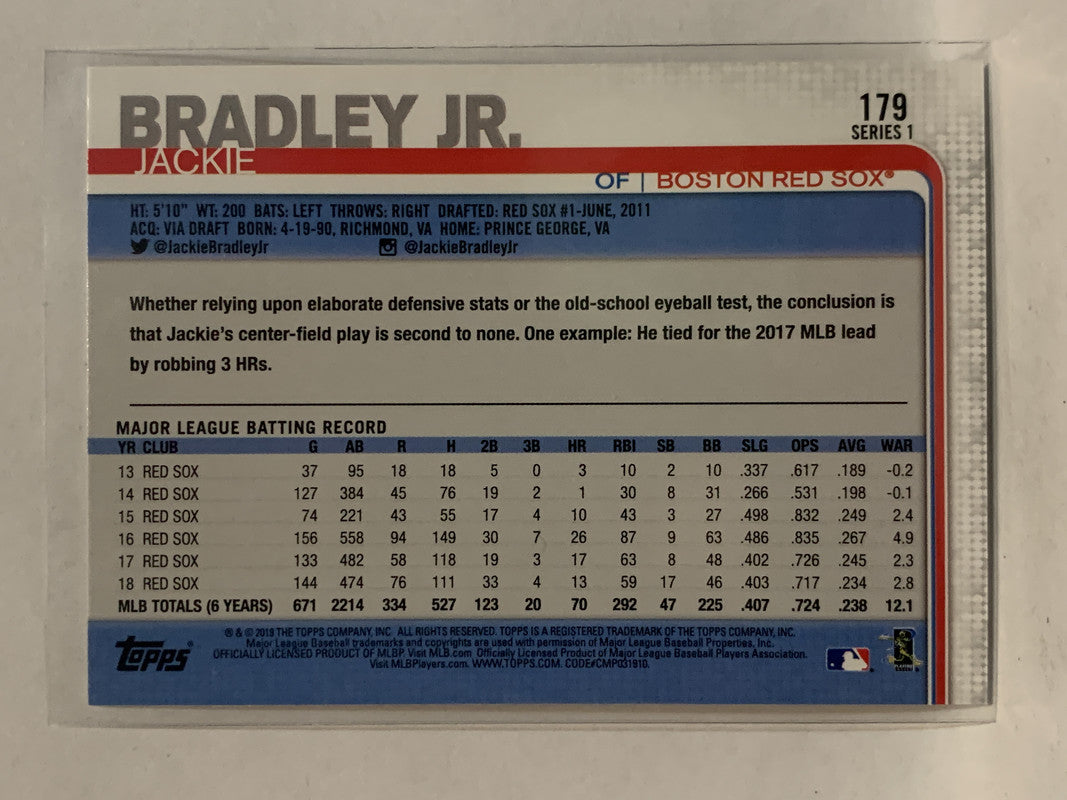 BRADLEY JR.
JACKIE
179
SERIES 1
OF | BOSTON RED SOX®
HT: 5'10" WT: 200 BATS: LEFT THROWS: RIGHT DRAFTED: RED SOX #1-JUNE, 2011
ACQ: VIA DRAFT BORN: 4-19-90, RICHMOND, VA HOME: PRINCE GEORGE, VA
@JackieBradleyJr @JackieBradleyJr
Whether relying upon elaborate defensive stats or the old-school eyeball test, the conclusion is
that Jackie's center-field play is second to none. One example: He tied for the 2017 MLB lead
by robbing 3 HRs.
MAJOR LEAGUE BATTING RECORD
YR CLUB G AB R H 2B 3B HR RBI SB BB SLG OPS AVG WAR
13 RED SOX 37 95 18 18 5 0 3 10 2 10 .337 .617 .189 -0.2
14 RED SOX 127 384 45 76 19 2 1 30 8 31 .266 .531 .198 -0.1
15 RED SOX 74 221 43 55 17 4 10 43 3 27 .498 .832 .249 2.4
16 RED SOX 156 558 94 149 30 7 26 87 9 63 .486 .835 .267 4.9
17 RED SOX 133 482 58 118 19 3 17 63 8 48 .402 .726 .245 2.3
18 RED SOX 144 474 76 111 33 4 13 59 17 46 .403 .717 .234 2.8
MLB TOTALS (6 YEARS) 671 2214 334 527 123 20 70 292 47 225 .407 .724 .238 12.1
Topps®
® & © 2019 THE TOPPS COMPANY, INC. ALL RIGHTS RESERVED. TOPPS IS A REGISTERED TRADEMARK OF THE TOPPS COMPANY, INC.
Major League Baseball trademarks and copyrights are used with permission of Major League Baseball Properties, Inc.
OFFICIALLY LICENSED PRODUCT OF MLBP. Visit MLB.com Officially Licensed Product of Major League Baseball Players Association.
Visit MLBPlayers.com. WWW.TOPPS.COM. CODE#CMP031910.